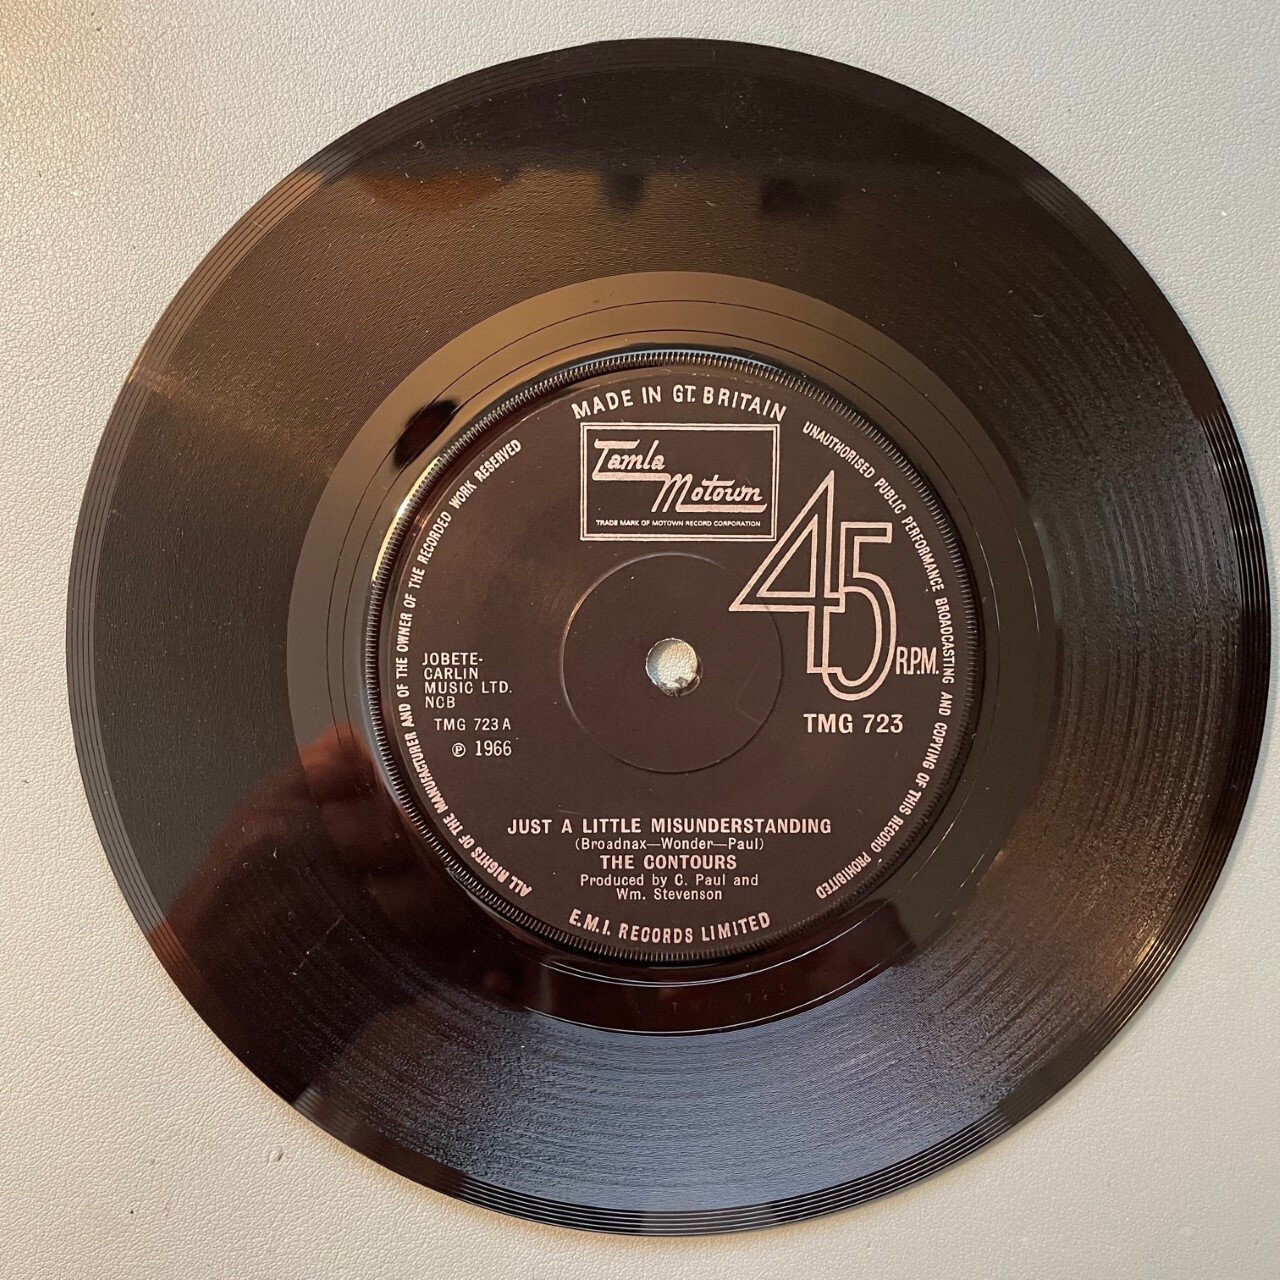 MADE IN GT. BRITAIN
Tamla
Motown
TRADE MARK OF MOTOWN RECORD CORPORATION
45
R.P.M.
TMG 723
JOBETE-
CARLIN
MUSIC LTD.
NCB
TMG 723 A
℗ 1966
JUST A LITTLE MISUNDERSTANDING
(Broadnax—Wonder—Paul)
THE CONTOURS
Produced by C. Paul and
Wm. Stevenson
E.M.I. RECORDS LIMITED
ALL RIGHTS OF THE MANUFACTURER AND OF THE OWNER OF THE RECORDED WORK RESERVED
UNAUTHORISED PUBLIC PERFORMANCE BROADCASTING AND COPYING OF THIS RECORD PROHIBITED